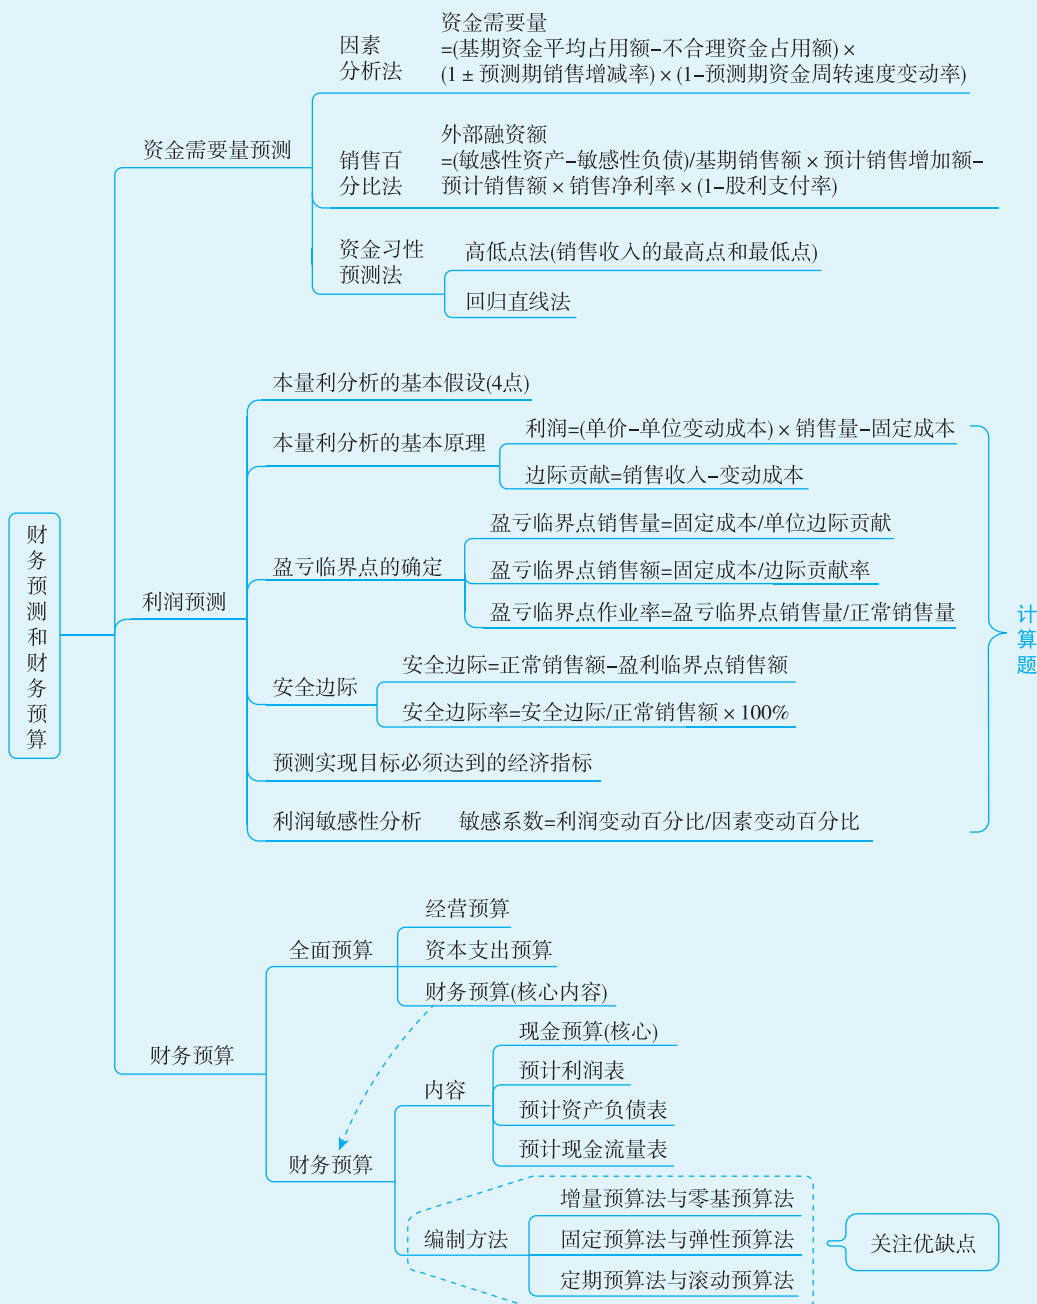 财务预测和财务预算
资金需要量预测
因素
分析法
资金需要量
=(基期资金平均占用额−不合理资金占用额)×
(1±预测期销售增减率)×(1−预测期资金周转速度变动率)
销售百
分比法
外部融资额
=(敏感性资产−敏感性负债)/基期销售额×预计销售增加额−
预计销售额×销售净利率×(1−股利支付率)
资金习性
预测法
高低点法(销售收入的最高点和最低点)
回归直线法
利润预测
本量利分析的基本假设(4点)
本量利分析的基本原理
利润=(单价−单位变动成本)×销售量−固定成本
边际贡献=销售收入−变动成本
盈亏临界点的确定
盈亏临界点销售量=固定成本/单位边际贡献
盈亏临界点销售额=固定成本/边际贡献率
盈亏临界点作业率=盈亏临界点销售量/正常销售量
安全边际
安全边际=正常销售额−盈利临界点销售额
安全边际率=安全边际/正常销售额×100%
预测实现目标必须达到的经济指标
利润敏感性分析 敏感系数=利润变动百分比/因素变动百分比
计算题
财务预算
全面预算
经营预算
资本支出预算
财务预算(核心内容)
财务预算
内容
现金预算(核心)
预计利润表
预计资产负债表
预计现金流量表
编制方法
增量预算法与零基预算法
固定预算法与弹性预算法
定期预算法与滚动预算法
关注优缺点